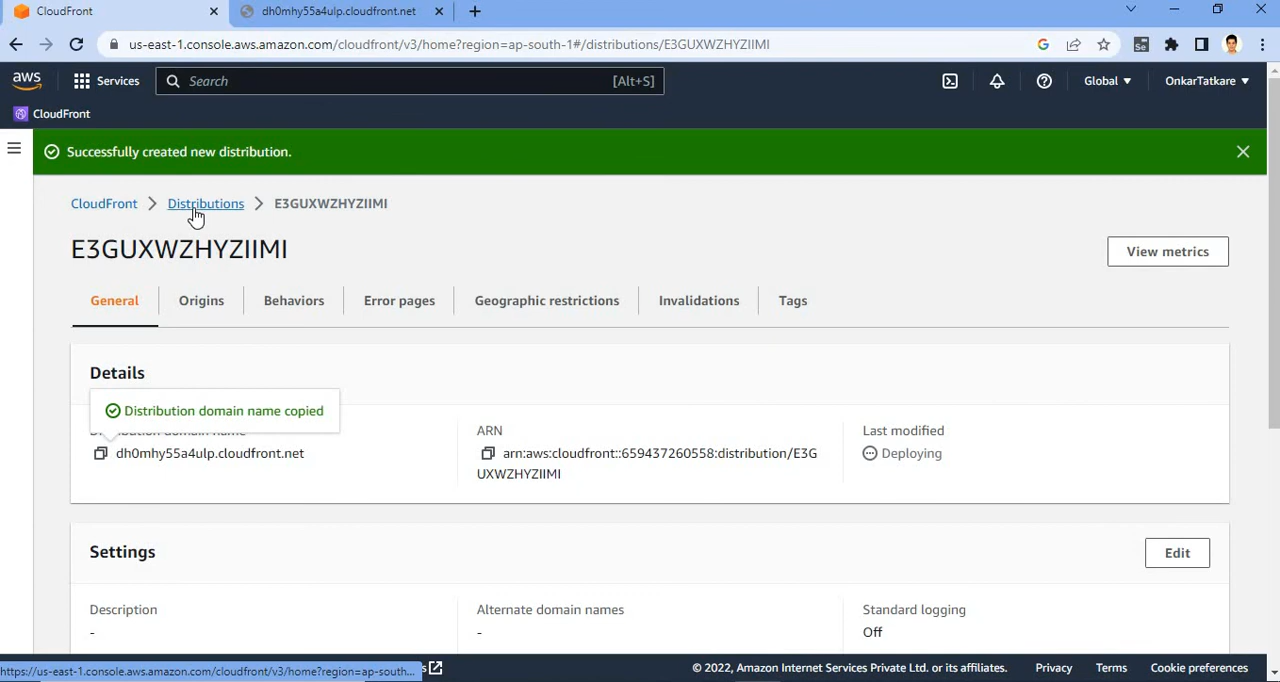 CloudFront
dh0mhy55a4ulp.cloudfront.net
us-east-1.console.aws.amazon.com/cloudfront/v3/home?region=ap-south-1#/distributions/E3GUXWZHYZIIMI
aws Services Search [Alt+S] Global OnkarTatkare
CloudFront
Successfully created new distribution.
CloudFront Distributions E3GUXWZHYZIIMI
E3GUXWZHYZIIMI
View metrics
General Origins Behaviors Error pages Geographic restrictions Invalidations Tags
Details
Distribution domain name copied
dh0mhy55a4ulp.cloudfront.net
ARN
arn:aws:cloudfront::659437260558:distribution/E3G
UXWZHYZIIMI
Last modified
Deploying
Settings
Edit
Description
-
Alternate domain names
-
Standard logging
Off
https://us-east-1.console.aws.amazon.com/cloudfront/v3/home?region=ap-south...
© 2022, Amazon Internet Services Private Ltd. or its affiliates. Privacy Terms Cookie preferences